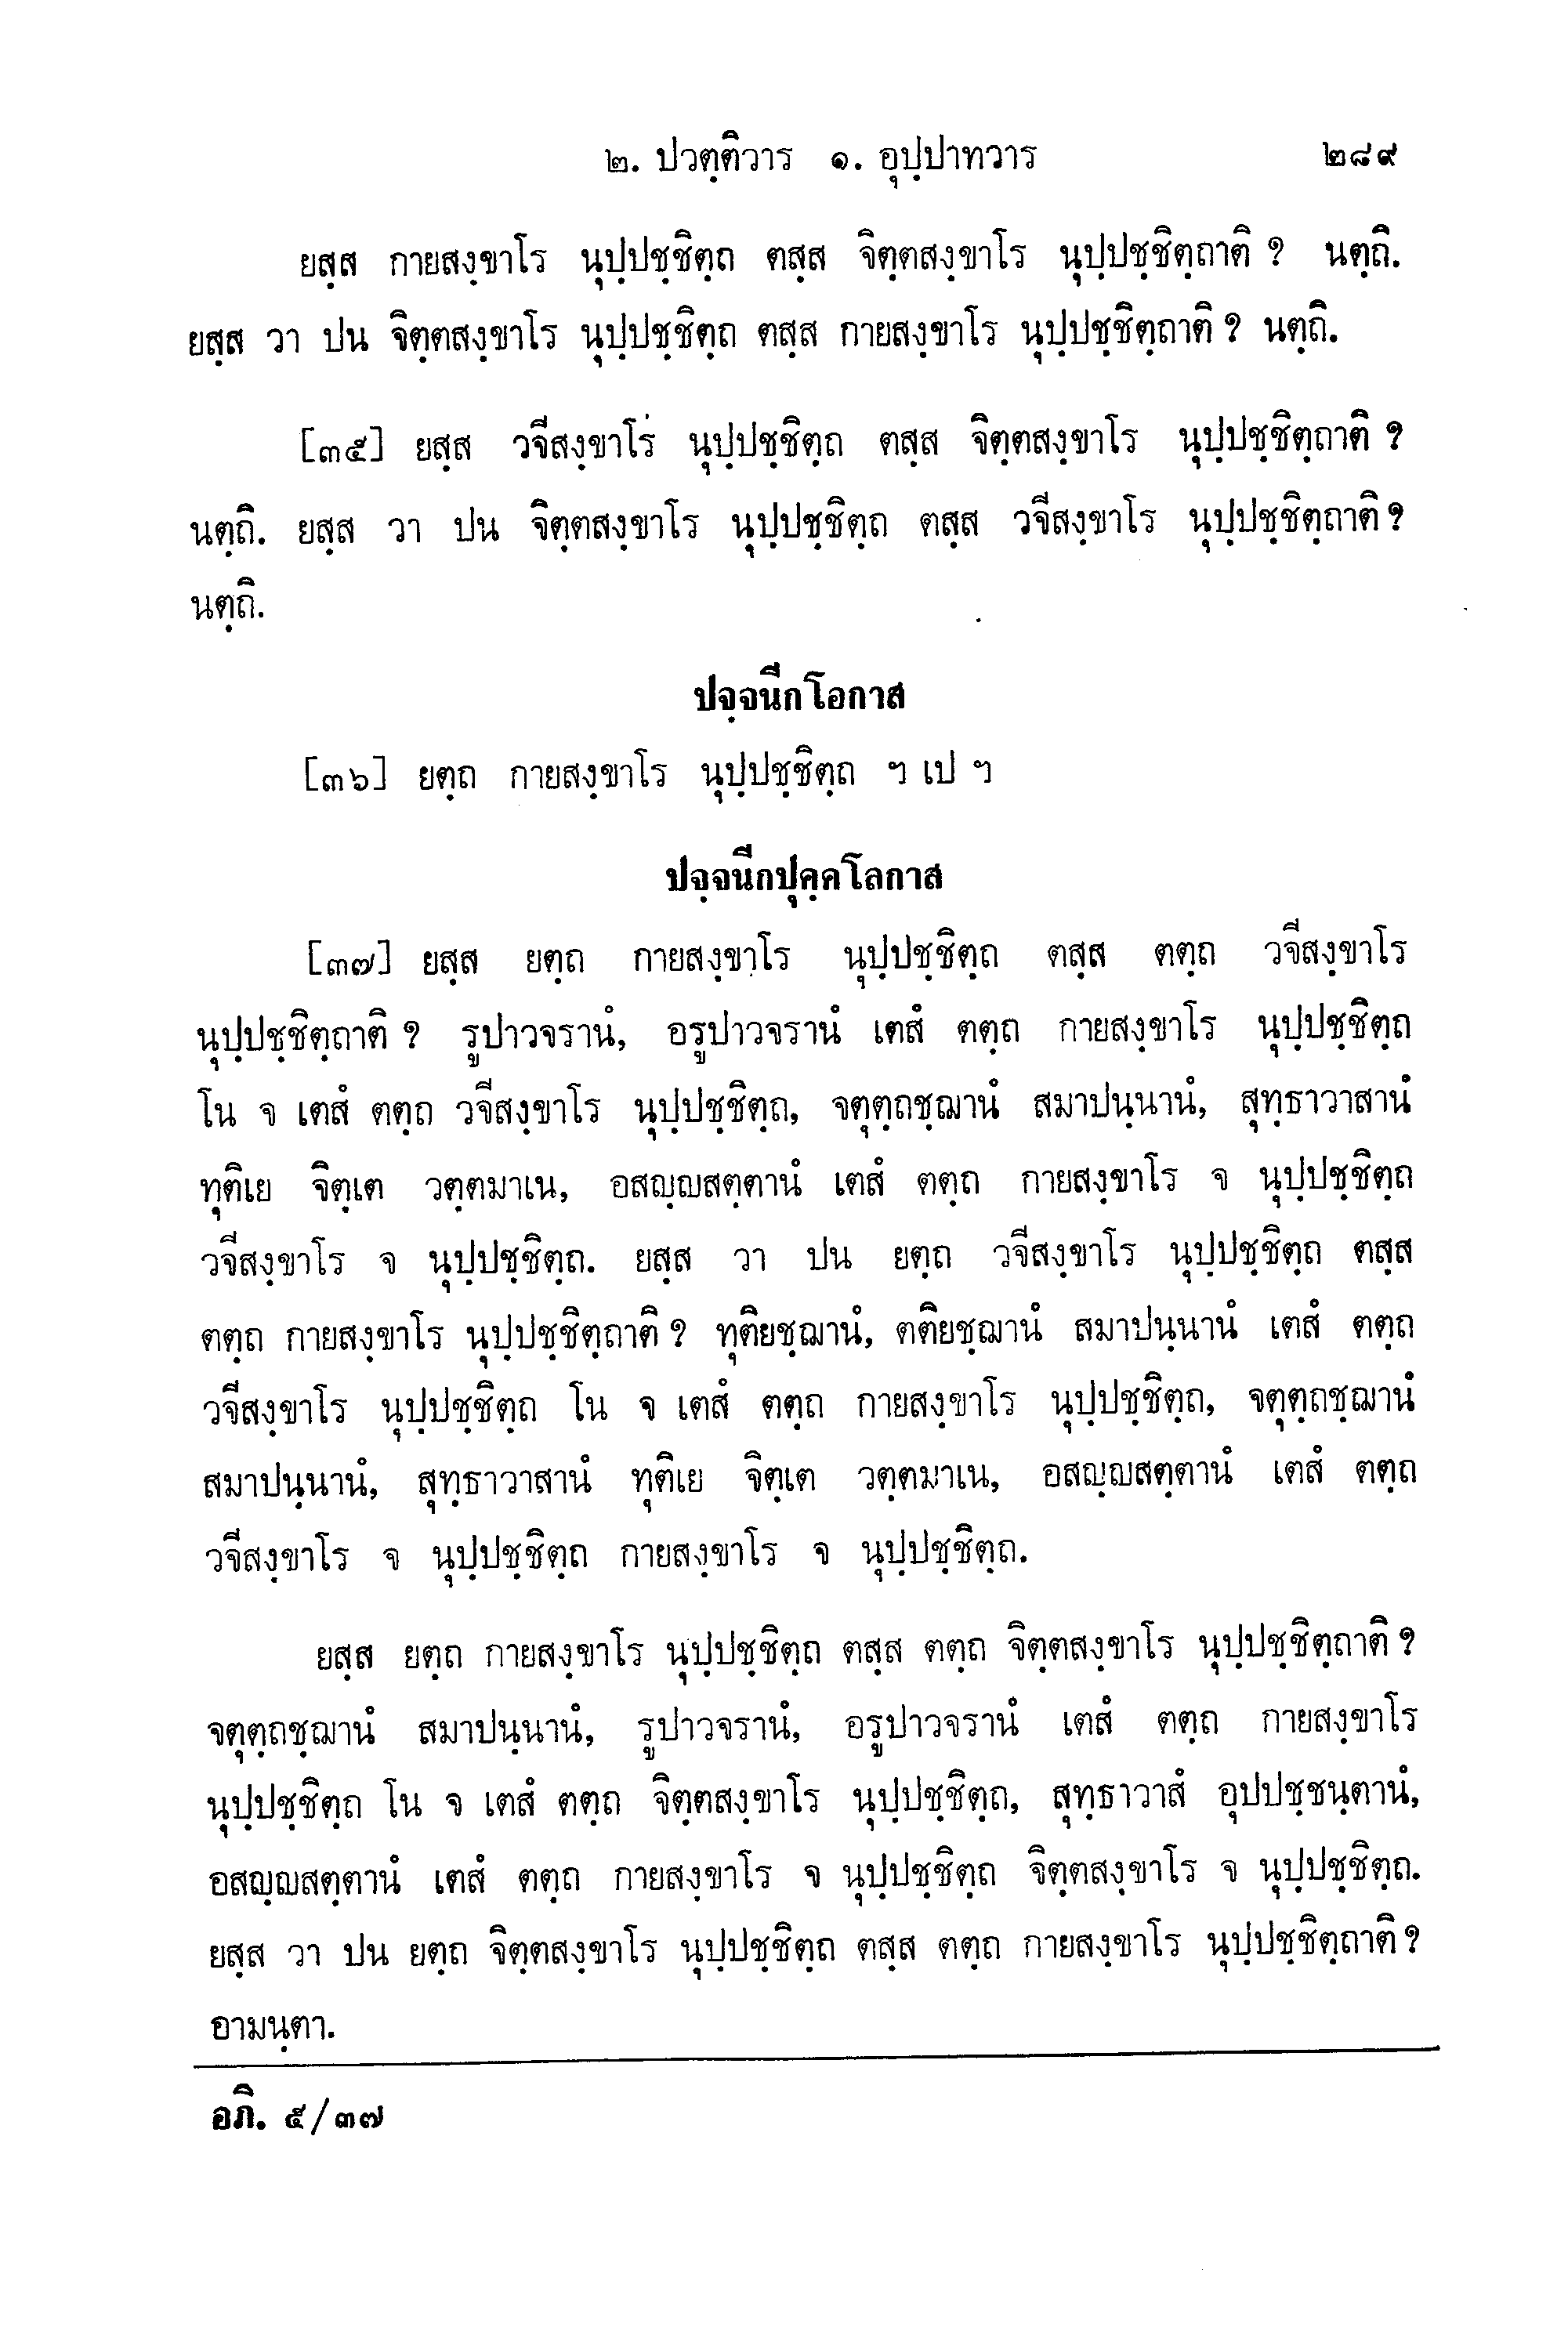 ๒. ปวตฺติวาร ๑. อุปฺปาทวาร ๒๘๙
ยสฺส กายสงฺขาโร นุปฺปชฺชิตฺถ ตสฺส จิตฺตสงฺขาโร นุปฺปชฺชิตฺถาติ ? นตฺถิ.
ยสฺส วา ปน จิตฺตสงฺขาโร นุปฺปชฺชิตฺถ ตสฺส กายสงฺขาโร นุปฺปชฺชิตฺถาติ ? นตฺถิ.
[๓๕] ยสฺส วจีสงฺขาโร นุปฺปชฺชิตฺถ ตสฺส จิตฺตสงฺขาโร นุปฺปชฺชิตฺถาติ ?
นตฺถิ. ยสฺส วา ปน จิตฺตสงฺขาโร นุปฺปชฺชิตฺถ ตสฺส วจีสงฺขาโร นุปฺปชฺชิตฺถาติ ?
นตฺถิ.
ปจฺจนีกโอกาส
[๓๖] ยตฺถ กายสงฺขาโร นุปฺปชฺชิตฺถ ฯ เป ฯ
ปจฺจนีกปุคฺคโลกาส
[๓๗] ยสฺส ยตฺถ กายสงฺขาโร นุปฺปชฺชิตฺถ ตสฺส ตตฺถ วจีสงฺขาโร
นุปฺปชฺชิตฺถาติ ? รูปาวจรานํ, อรูปาวจรานํ เตสํ ตตฺถ กายสงฺขาโร นุปฺปชฺชิตฺถ
โน จ เตสํ ตตฺถ วจีสงฺขาโร นุปฺปชฺชิตฺถ, จตุตฺถชฺฌานํ สมาปนฺนานํ, สุทฺธาวาสานํ
ทุติเย จิตฺเต วตฺตมาเน, อสญฺญสตฺตานํ เตสํ ตตฺถ กายสงฺขาโร จ นุปฺปชฺชิตฺถ
วจีสงฺขาโร จ นุปฺปชฺชิตฺถ. ยสฺส วา ปน ยตฺถ วจีสงฺขาโร นุปฺปชฺชิตฺถ ตสฺส
ตตฺถ กายสงฺขาโร นุปฺปชฺชิตฺถาติ ? ทุติยชฺฌานํ, ตติยชฺฌานํ สมาปนฺนานํ เตสํ ตตฺถ
วจีสงฺขาโร นุปฺปชฺชิตฺถ โน จ เตสํ ตตฺถ กายสงฺขาโร นุปฺปชฺชิตฺถ, จตุตฺถชฺฌานํ
สมาปนฺนานํ, สุทฺธาวาสานํ ทุติเย จิตฺเต วตฺตมาเน, อสญฺญสตฺตานํ เตสํ ตตฺถ
วจีสงฺขาโร จ นุปฺปชฺชิตฺถ กายสงฺขาโร จ นุปฺปชฺชิตฺถ.
ยสฺส ยตฺถ กายสงฺขาโร นุปฺปชฺชิตฺถ ตสฺส ตตฺถ จิตฺตสงฺขาโร นุปฺปชฺชิตฺถาติ ?
จตุตฺถชฺฌานํ สมาปนฺนานํ, รูปาวจรานํ, อรูปาวจรานํ เตสํ ตตฺถ กายสงฺขาโร
นุปฺปชฺชิตฺถ โน จ เตสํ ตตฺถ จิตฺตสงฺขาโร นุปฺปชฺชิตฺถ, สุทฺธาวาสํ อุปปชฺชนฺตานํ,
อสญฺญสตฺตานํ เตสํ ตตฺถ กายสงฺขาโร จ นุปฺปชฺชิตฺถ จิตฺตสงฺขาโร จ นุปฺปชฺชิตฺถ.
ยสฺส วา ปน ยตฺถ จิตฺตสงฺขาโร นุปฺปชฺชิตฺถ ตสฺส ตตฺถ กายสงฺขาโร นุปฺปชฺชิตฺถาติ ?
อามนฺตา.
อภิ. ๕/๓๗